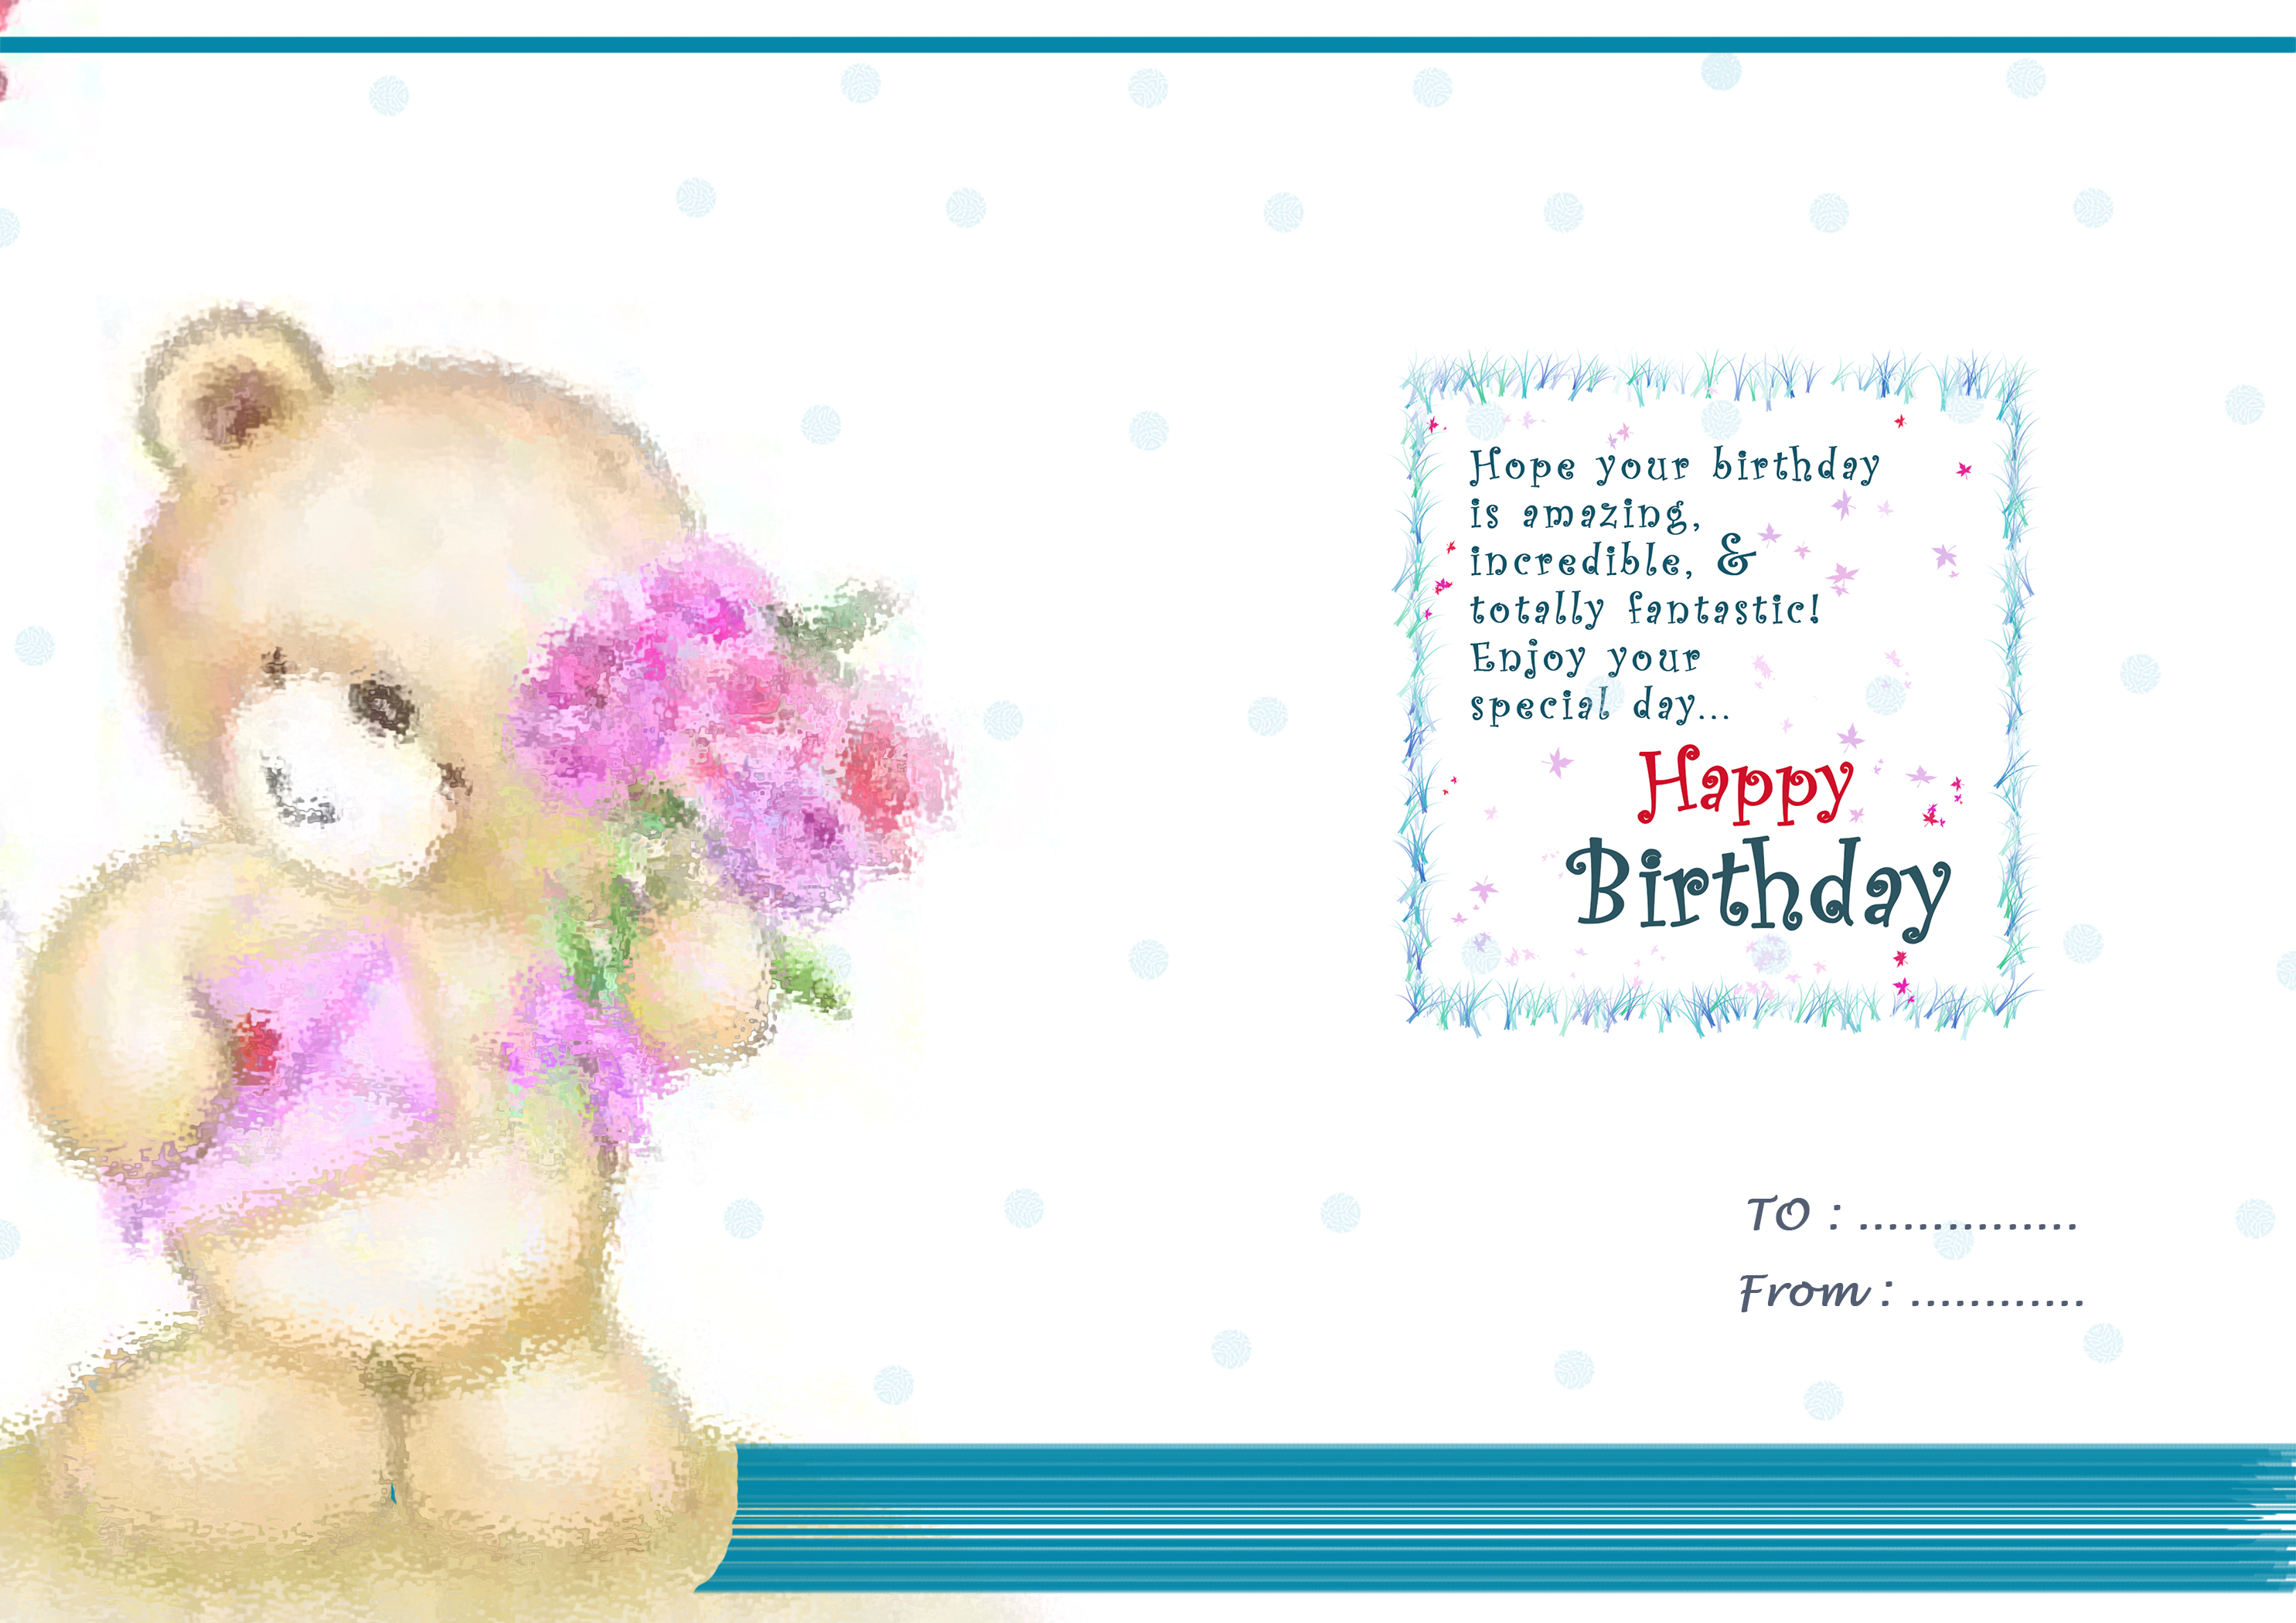 Hope your birthday
is amazing,
incredible, &
totally fantastic!
Enjoy your
special day...
Happy
Birthday
TO : ...............
From : ............